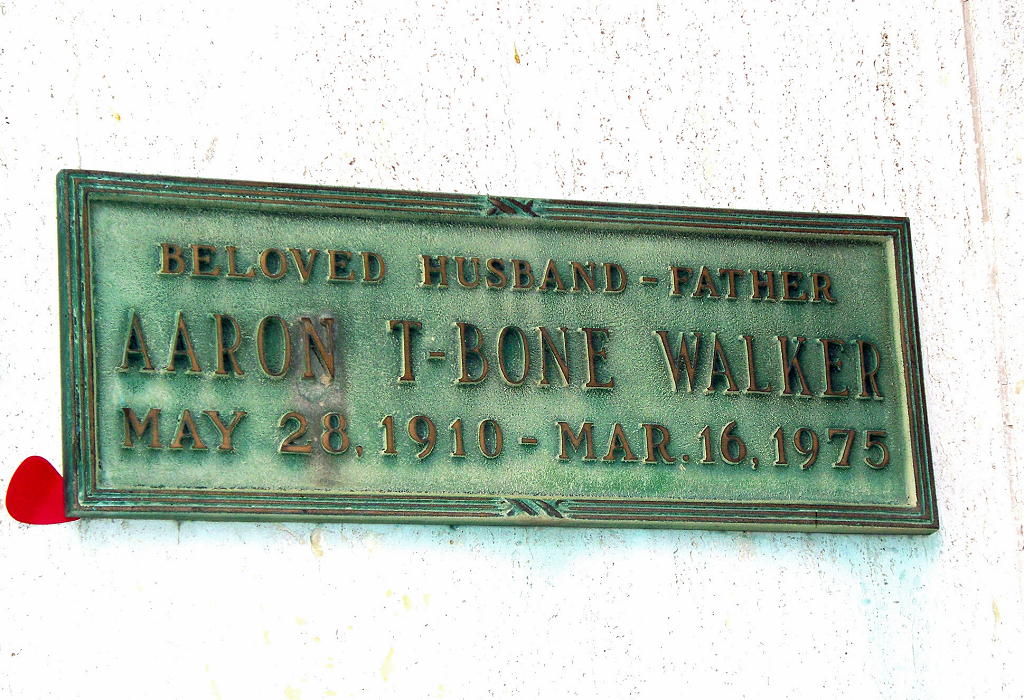 BELOVED HUSBAND - FATHER
AARON T-BONE WALKER
MAY 28, 1910 - MAR. 16, 1975